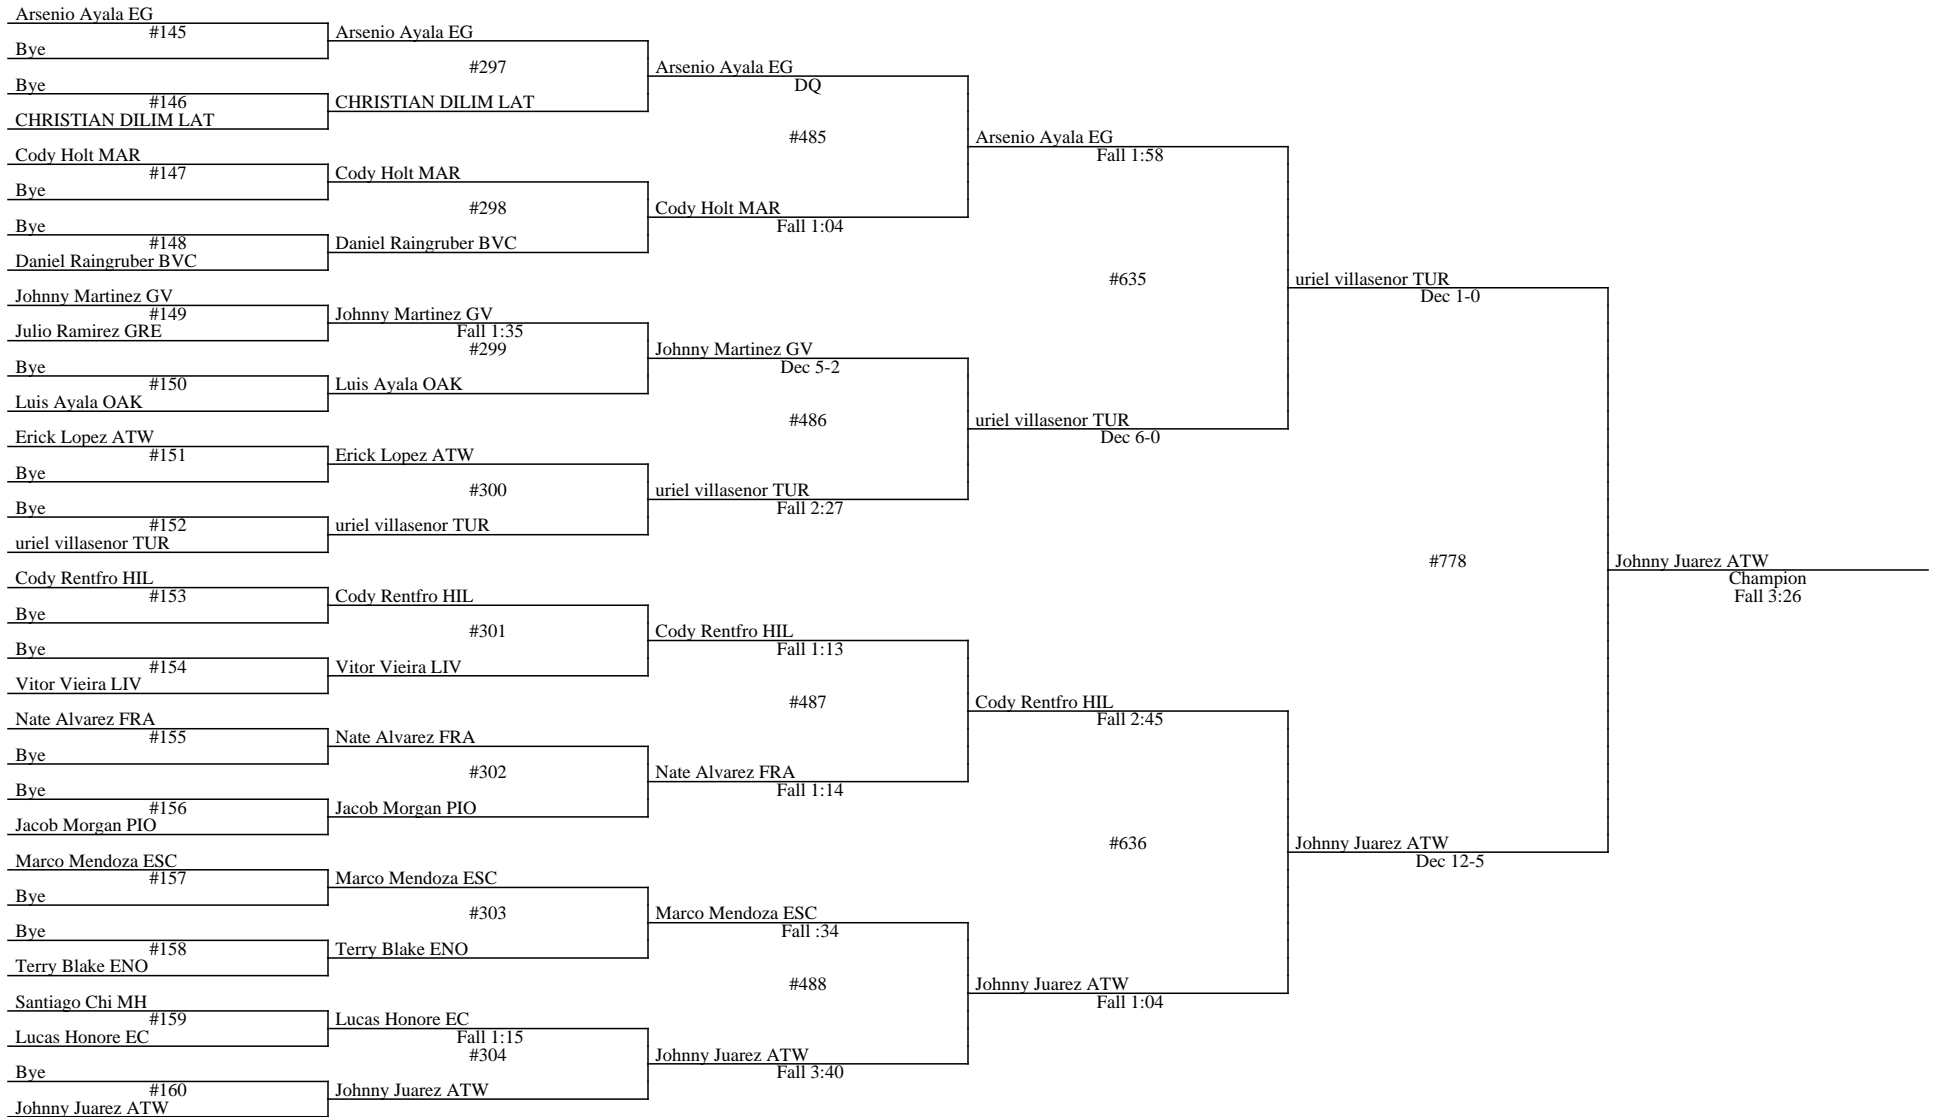 Arsenio Ayala EG
#145
Bye
Bye
#146
CHRISTIAN DILIM LAT
Cody Holt MAR
#147
Bye
Bye
#148
Daniel Raingruber BVC
Johnny Martinez GV
#149
Julio Ramirez GRE
Bye
#150
Luis Ayala OAK
Erick Lopez ATW
#151
Bye
Bye
#152
uriel villasenor TUR
Cody Rentfro HIL
#153
Bye
Bye
#154
Vitor Vieira LIV
Nate Alvarez FRA
#155
Bye
Bye
#156
Jacob Morgan PIO
Marco Mendoza ESC
#157
Bye
Bye
#158
Terry Blake ENO
Santiago Chi MH
#159
Lucas Honore EC
Bye
#160
Johnny Juarez ATW
Arsenio Ayala EG
#297
CHRISTIAN DILIM LAT
Cody Holt MAR
#298
Daniel Raingruber BVC
Johnny Martinez GV
Fall 1:35
#299
Luis Ayala OAK
Erick Lopez ATW
#300
uriel villasenor TUR
Cody Rentfro HIL
#301
Vitor Vieira LIV
Nate Alvarez FRA
#302
Jacob Morgan PIO
Marco Mendoza ESC
#303
Terry Blake ENO
Lucas Honore EC
Fall 1:15
#304
Johnny Juarez ATW
Arsenio Ayala EG
DQ
#485
Cody Holt MAR
Fall 1:04
Johnny Martinez GV
Dec 5-2
#486
uriel villasenor TUR
Fall 2:27
Cody Rentfro HIL
Fall 1:13
#487
Nate Alvarez FRA
Fall 1:14
Marco Mendoza ESC
Fall :34
#488
Johnny Juarez ATW
Fall 3:40
Arsenio Ayala EG
Fall 1:58
#635
uriel villasenor TUR
Dec 6-0
Cody Rentfro HIL
Fall 2:45
#636
Johnny Juarez ATW
Fall 1:04
uriel villasenor TUR
Dec 1-0
#778
Johnny Juarez ATW
Dec 12-5
Johnny Juarez ATW
Champion
Fall 3:26